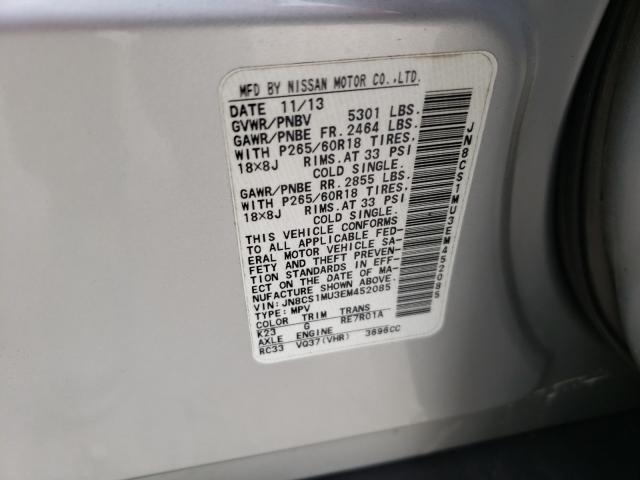 MFD BY NISSAN MOTOR CO.,LTD.
DATE 11/13
GVWR/PNBV 5301 LBS.
GAWR/PNBE FR. 2464 LBS.
WITH P265/60R18 TIRES,
18×8J RIMS.AT 33 PSI
COLD SINGLE.
GAWR/PNBE RR. 2855 LBS.
WITH P265/60R18 TIRES,
18×8J RIMS.AT 33 PSI
COLD SINGLE.
THIS VEHICLE CONFORMS
TO ALL APPLICABLE FED-
ERAL MOTOR VEHICLE SA-
FETY AND THEFT PREVEN-
TION STANDARDS IN EFF-
ECT ON THE DATE OF MA-
NUFACTURE SHOWN ABOVE.
VIN: JN8CS1MU3EM452085
TYPE: MPV
COLOR TRIM TRANS
K23 G RE7R01A
AXLE ENGINE
RC33 VQ37(VHR) 3696CC
JN8CS1MU3EM452085